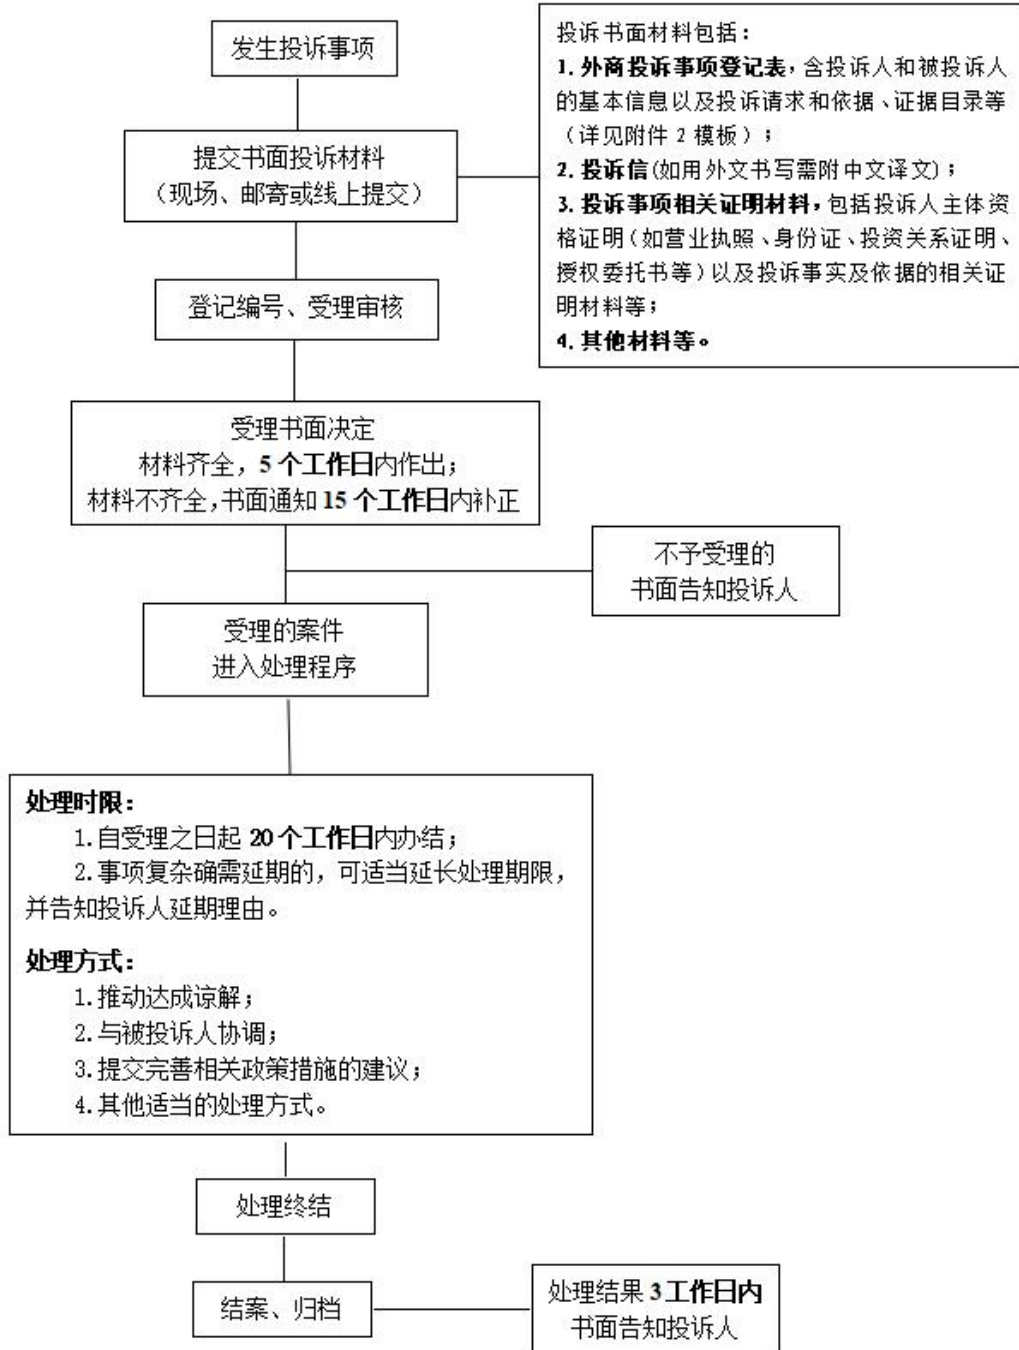 发生投诉事项
提交书面投诉材料
（现场、邮寄或线上提交）
投诉书面材料包括：
1. 外商投诉事项登记表，含投诉人和被投诉人
的基本信息以及投诉请求和依据、证据目录等
（详见附件 2 模板）；
2. 投诉信(如用外文书写需附中文译文)；
3. 投诉事项相关证明材料，包括投诉人主体资
格证明（如营业执照、身份证、投资关系证明、
授权委托书等）以及投诉事实及依据的相关证
明材料等；
4. 其他材料等。
登记编号、受理审核
受理书面决定
材料齐全，5 个工作日内作出；
材料不齐全，书面通知 15 个工作日内补正
不予受理的
书面告知投诉人
受理的案件
进入处理程序
处理时限：
1.自受理之日起 20 个工作日内办结；
2.事项复杂确需延期的，可适当延长处理期限，
并告知投诉人延期理由。
处理方式：
1.推动达成谅解；
2.与被投诉人协调；
3.提交完善相关政策措施的建议；
4.其他适当的处理方式。
处理终结
结案、归档
处理结果 3 工作日内
书面告知投诉人